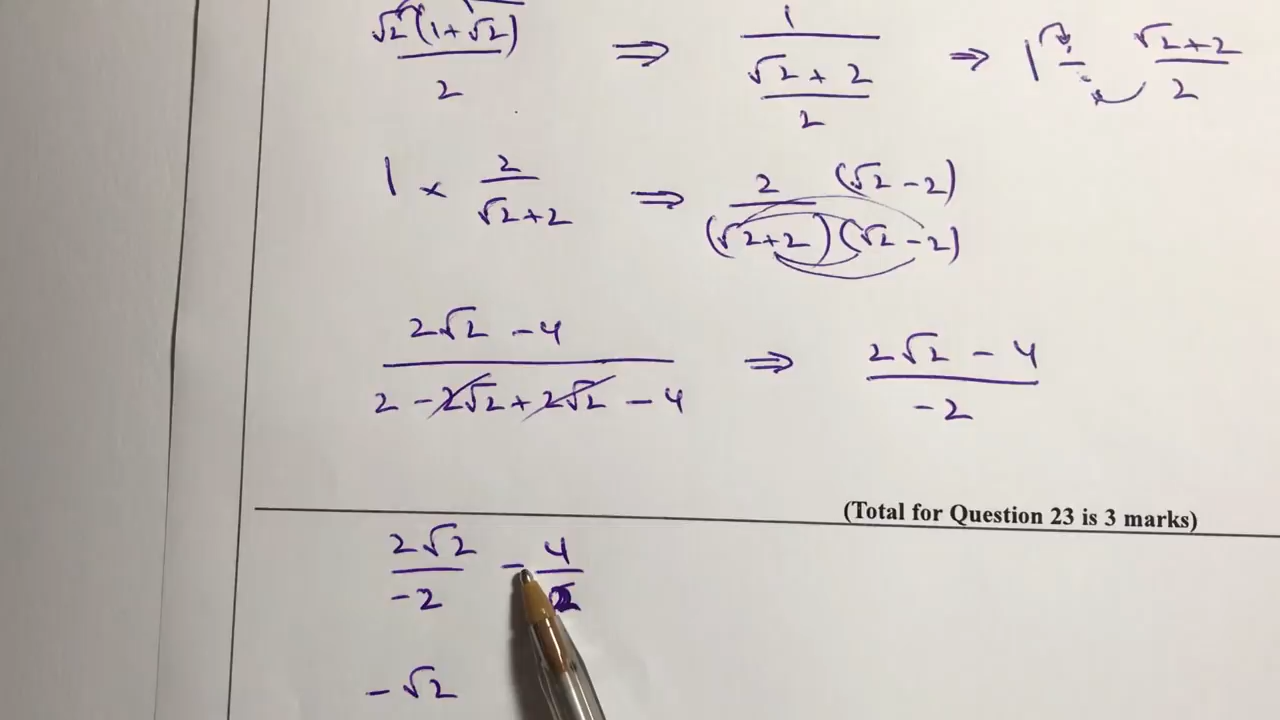 √2(1+√2)/2 ⇒ 1/((√2+2)/2) ⇒ 1 ÷ (√2+2)/2
1 × 2/(√2+2) ⇒ 2(√2-2)/(√2+2)(√2-2)
(2√2-4)/(2-2√2+2√2-4) ⇒ (2√2-4)/-2
(Total for Question 23 is 3 marks)
2√2/-2 - 4/2
-√2